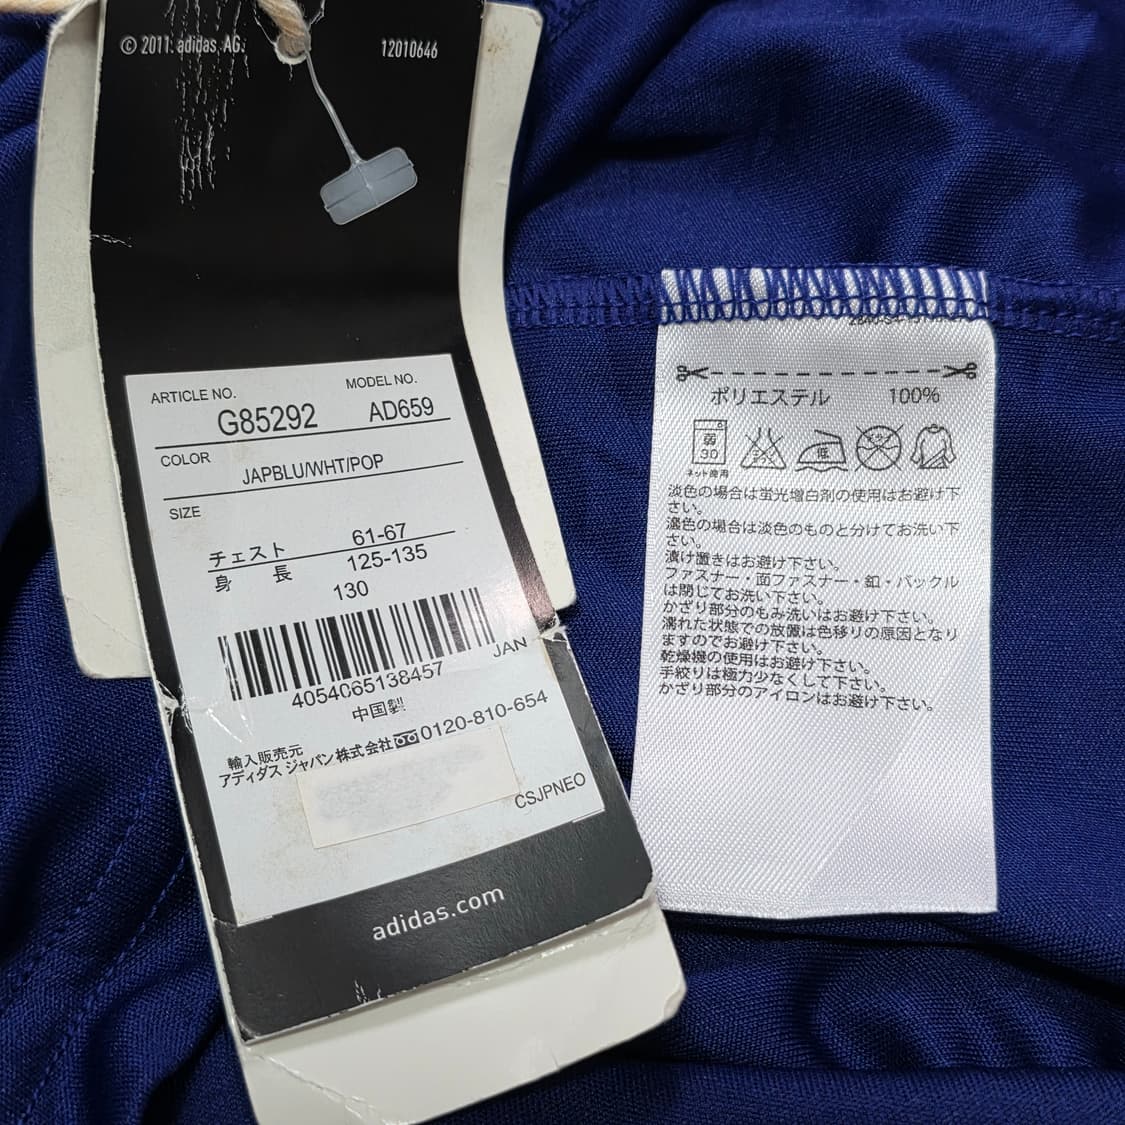 © 2011. adidas AG.
12010646
ARTICLE NO.
MODEL NO.
G85292
AD659
COLOR
JAPBLU/WHT/POP
SIZE
チェスト 61-67
身 長 125-135
130
JAN
4054065138457
中国製
輸入販売元
アディダス ジャパン株式会社 0120-810-654
CSJPNEO
adidas.com
ポリエステル 100%
弱
30
低
ネット使用
淡色の場合は蛍光増白剤の使用はお避け下
さい。
濃色の場合は淡色のものと分けてお洗い下
さい。
漬け置きはお避け下さい。
ファスナー・面ファスナー・釦・バックル
は閉じてお洗い下さい。
かざり部分のもみ洗いはお避け下さい。
濡れた状態での放置は色移りの原因となり
ますのでお避け下さい。
乾燥機の使用はお避け下さい。
手絞りは極力少なくして下さい。
かざり部分のアイロンはお避け下さい。